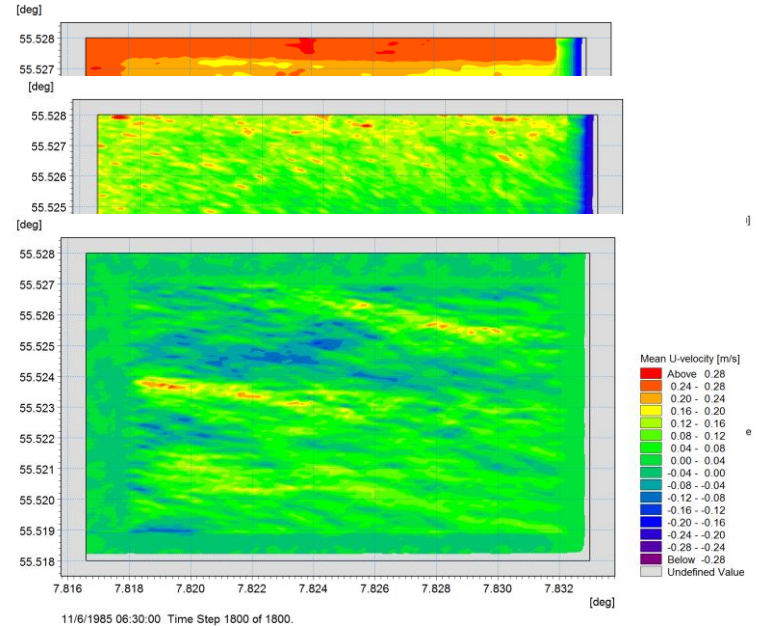 [deg]
55.528
55.527
[deg]
55.528
55.527
55.526
55.525
[deg]
55.528
55.527
55.526
55.525
55.524
55.523
55.522
55.521
55.520
55.519
55.518
7.816 7.818 7.820 7.822 7.824 7.826 7.828 7.830 7.832
[deg]
11/6/1985 06:30:00 Time Step 1800 of 1800.
]
Mean U-velocity [m/s]
Above 0.28
0.24 - 0.28
0.20 - 0.24
0.16 - 0.20
0.12 - 0.16
0.08 - 0.12
0.04 - 0.08
0.00 - 0.04
-0.04 - 0.00
-0.08 - -0.04
-0.12 - -0.08
-0.16 - -0.12
-0.20 - -0.16
-0.24 - -0.20
-0.28 - -0.24
Below -0.28
Undefined Value
e